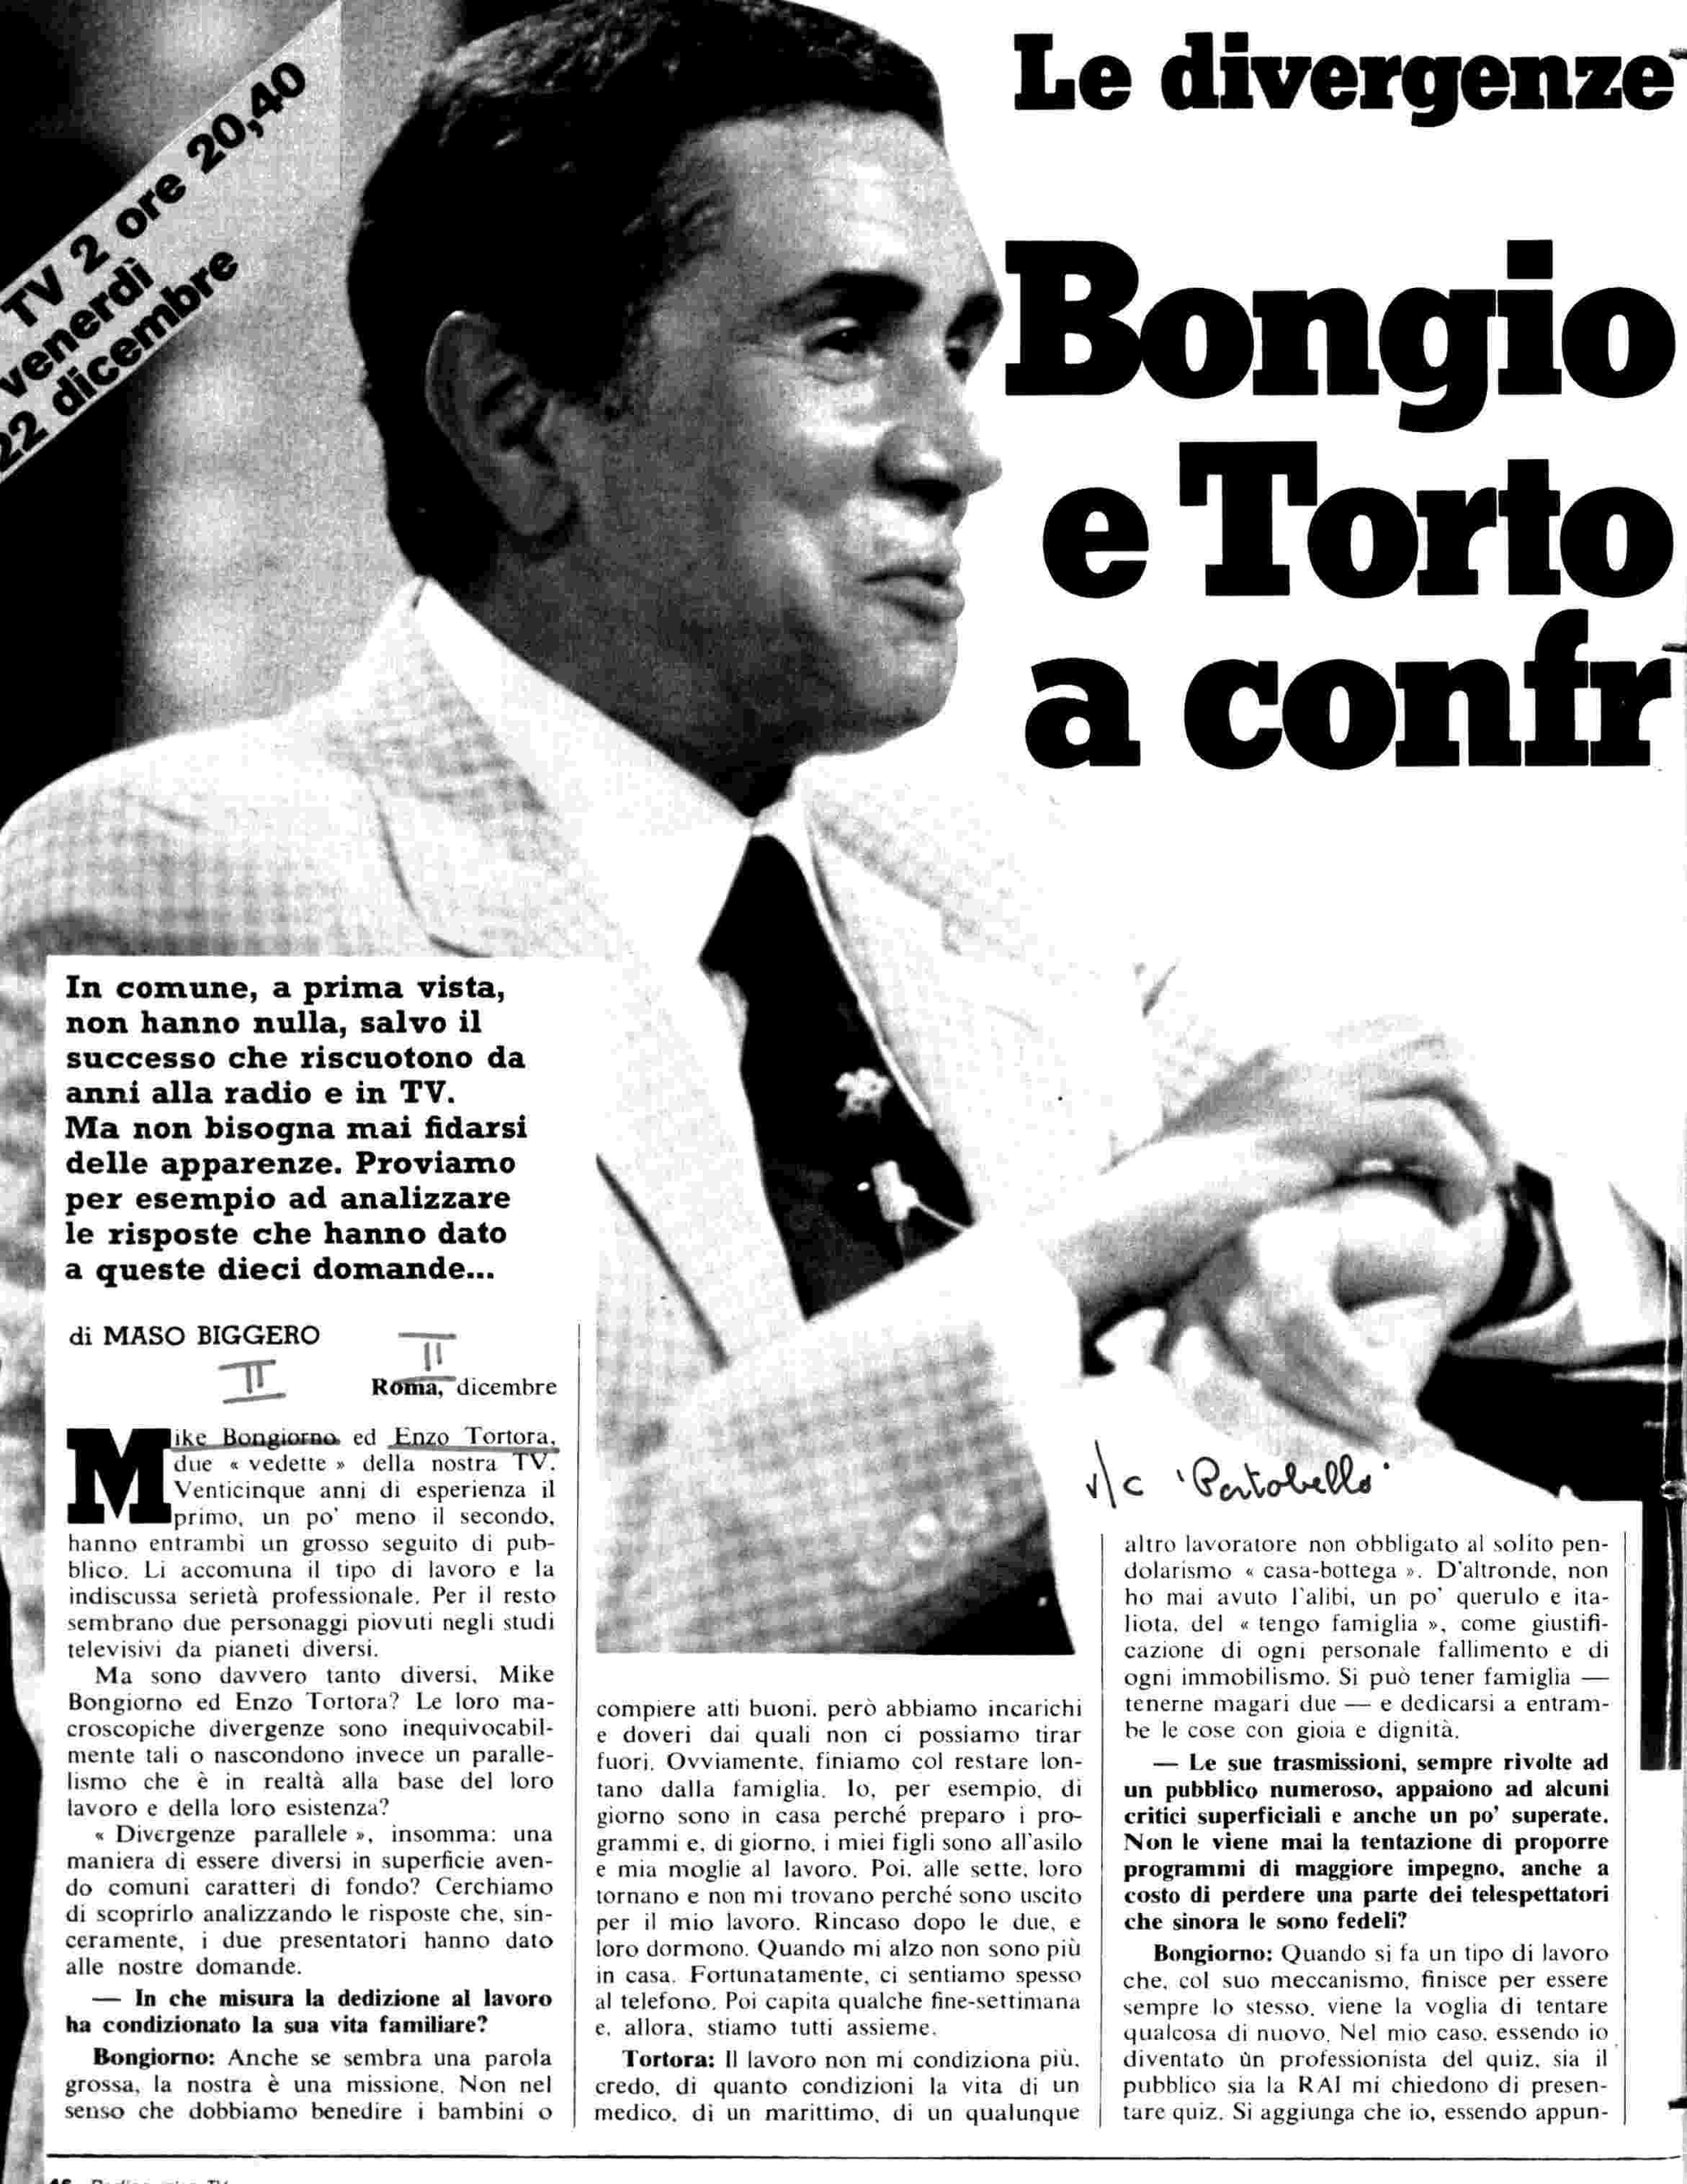 TV 2 ore 20,40
venerdì
22 dicembre
Le divergenze
Bongio
e Torto
a confr
In comune, a prima vista,
non hanno nulla, salvo il
successo che riscuotono da
anni alla radio e in TV.
Ma non bisogna mai fidarsi
delle apparenze. Proviamo
per esempio ad analizzare
le risposte che hanno dato
a queste dieci domande...
di MASO BIGGERO
II
II
Roma, dicembre
Mike Bongiorno ed Enzo Tortora,
due « vedette » della nostra TV.
Venticinque anni di esperienza il
primo, un po' meno il secondo,
hanno entrambi un grosso seguito di pub-
blico. Li accomuna il tipo di lavoro e la
indiscussa serietà professionale. Per il resto
sembrano due personaggi piovuti negli studi
televisivi da pianeti diversi.
Ma sono davvero tanto diversi, Mike
Bongiorno ed Enzo Tortora? Le loro ma-
croscopiche divergenze sono inequivocabil-
mente tali o nascondono invece un paralle-
lismo che è in realtà alla base del loro
lavoro e della loro esistenza?
« Divergenze parallele », insomma: una
maniera di essere diversi in superficie aven-
do comuni caratteri di fondo? Cerchiamo
di scoprirlo analizzando le risposte che, sin-
ceramente, i due presentatori hanno dato
alle nostre domande.
— In che misura la dedizione al lavoro
ha condizionato la sua vita familiare?
Bongiorno: Anche se sembra una parola
grossa, la nostra è una missione. Non nel
senso che dobbiamo benedire i bambini o
compiere atti buoni, però abbiamo incarichi
e doveri dai quali non ci possiamo tirar
fuori. Ovviamente, finiamo col restare lon-
tano dalla famiglia. Io, per esempio, di
giorno sono in casa perché preparo i pro-
grammi e, di giorno, i miei figli sono all'asilo
e mia moglie al lavoro. Poi, alle sette, loro
tornano e non mi trovano perché sono uscito
per il mio lavoro. Rincaso dopo le due, e
loro dormono. Quando mi alzo non sono più
in casa. Fortunatamente, ci sentiamo spesso
al telefono. Poi capita qualche fine-settimana
e, allora, stiamo tutti assieme.
Tortora: Il lavoro non mi condiziona più,
credo, di quanto condizioni la vita di un
medico, di un marittimo, di un qualunque
v/c 'Portobello'
altro lavoratore non obbligato al solito pen-
dolarismo « casa-bottega ». D'altronde, non
ho mai avuto l'alibi, un po' querulo e ita-
liota, del « tengo famiglia », come giustifi-
cazione di ogni personale fallimento e di
ogni immobilismo. Si può tener famiglia —
tenerne magari due — e dedicarsi a entram-
be le cose con gioia e dignità.
— Le sue trasmissioni, sempre rivolte ad
un pubblico numeroso, appaiono ad alcuni
critici superficiali e anche un po' superate.
Non le viene mai la tentazione di proporre
programmi di maggiore impegno, anche a
costo di perdere una parte dei telespettatori
che sinora le sono fedeli?
Bongiorno: Quando si fa un tipo di lavoro
che, col suo meccanismo, finisce per essere
sempre lo stesso, viene la voglia di tentare
qualcosa di nuovo. Nel mio caso, essendo io
diventato un professionista del quiz, sia il
pubblico sia la RAI mi chiedono di presen-
tare quiz. Si aggiunga che io, essendo appun-